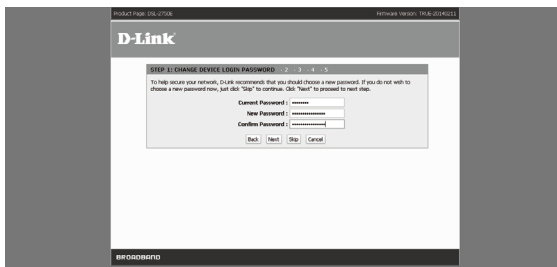 Product Page: DSL-2750E
Firmware Version: TRUE-20140211
D-Link
STEP 1: CHANGE DEVICE LOGIN PASSWORD → 2 → 3 → 4 → 5
To help secure your network, D-Link recommends that you should choose a new password. If you do not wish to
choose a new password now, just click "Skip" to continue. Click "Next" to proceed to next step.
Current Password : ••••••••
New Password : ••••••••••••••••
Confirm Password : ••••••••••••••••
Back Next Skip Cancel
BROADBAND